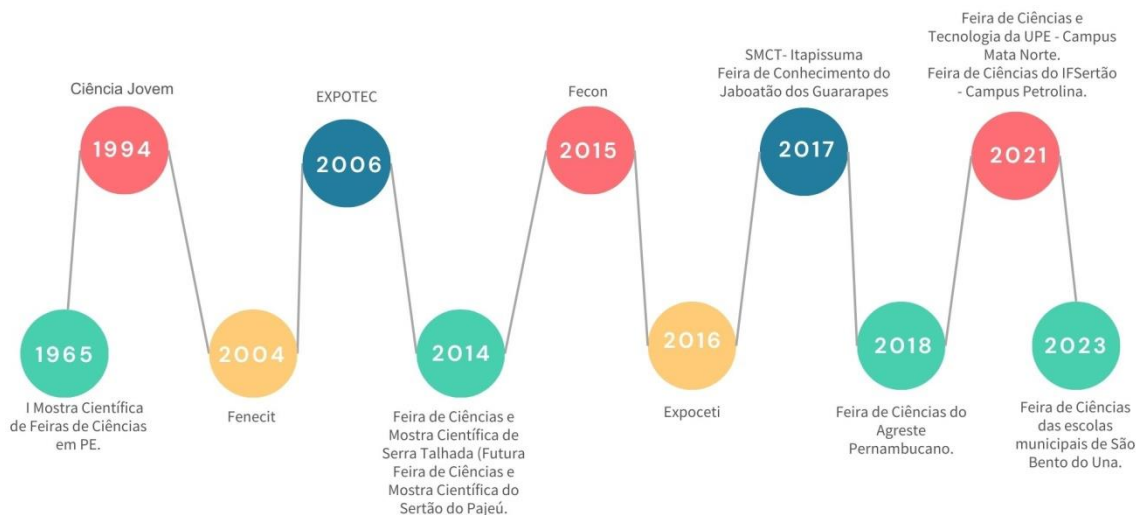 1965
I Mostra Científica
de Feiras de Ciências
em PE.
Ciência Jovem
1994
2004
Fenecit
EXPOTEC
2006
2014
Feira de Ciências e
Mostra Científica de
Serra Talhada (Futura
Feira de Ciências e
Mostra Científica do
Sertão do Pajeú.
Fecon
2015
2016
Expoceti
SMCT- Itapissuma
Feira de Conhecimento do
Jaboatão dos Guararapes
2017
2018
Feira de Ciências do
Agreste
Pernambucano.
Feira de Ciências e
Tecnologia da UPE - Campus
Mata Norte.
Feira de Ciências do IFSertão
- Campus Petrolina.
2021
2023
Feira de Ciências
das escolas
municipais de São
Bento do Una.